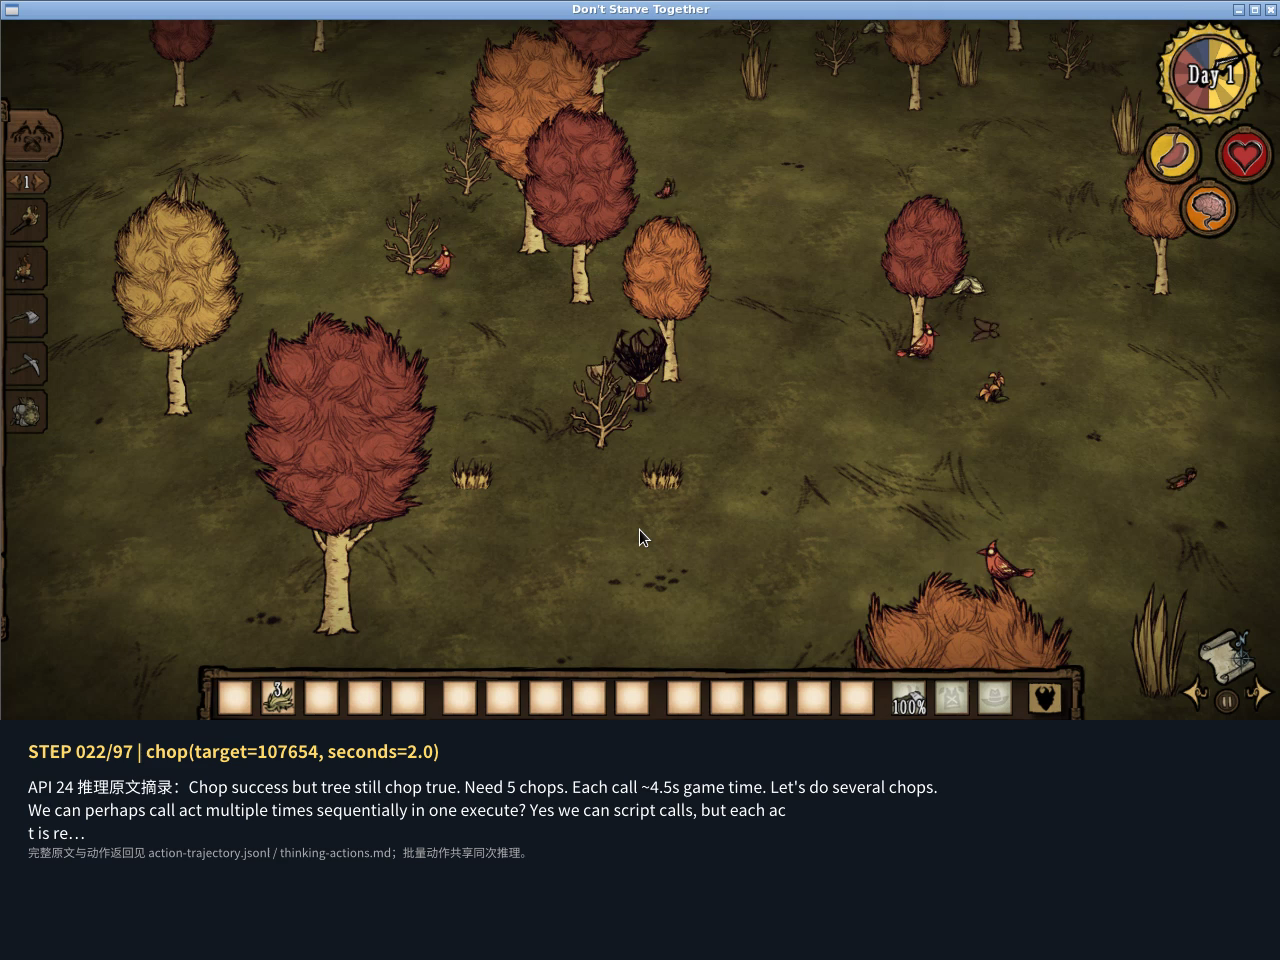 Don't Starve Together
Day 1
1
3
100%
STEP 022/97 | chop(target=107654, seconds=2.0)
API 24 推理原文摘录：Chop success but tree still chop true. Need 5 chops. Each call ~4.5s game time. Let's do several chops.
We can perhaps call act multiple times sequentially in one execute? Yes we can script calls, but each ac
t is re…
完整原文与动作返回见 action-trajectory.jsonl / thinking-actions.md；批量动作共享同次推理。